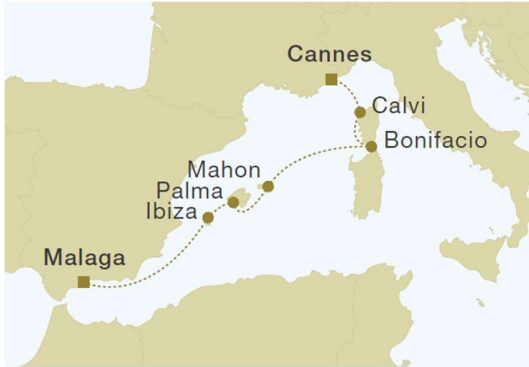 Cannes
Calvi
Bonifacio
Mahon
Palma
Ibiza
Malaga